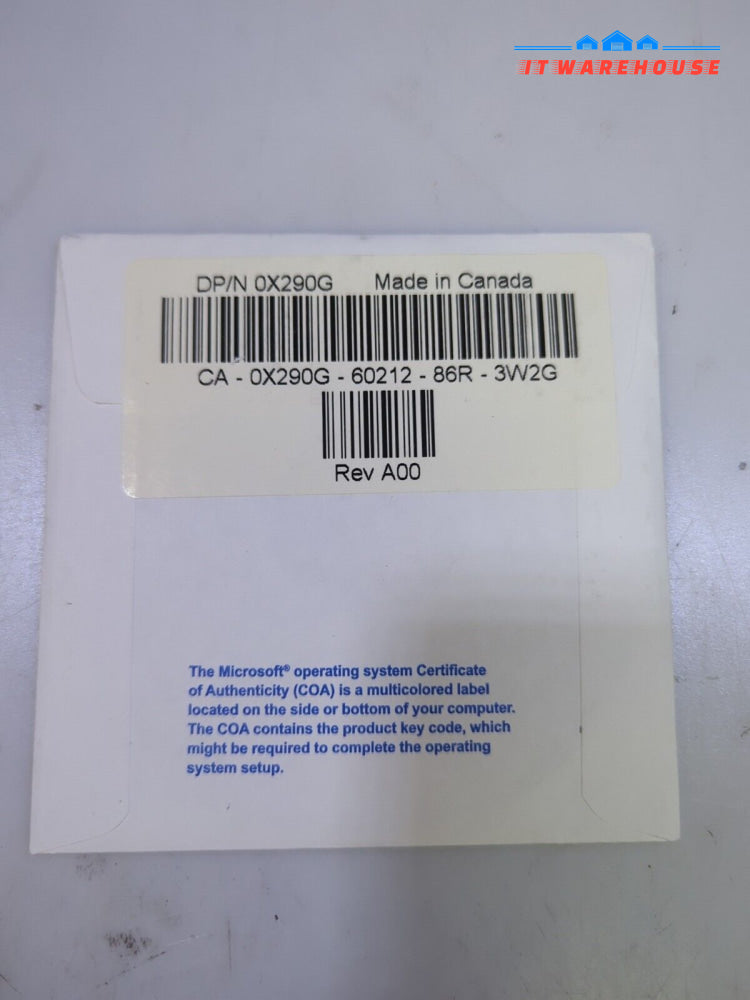 IT WAREHOUSE
DP/N 0X290G Made in Canada
CA - 0X290G - 60212 - 86R - 3W2G
Rev A00
The Microsoft® operating system Certificate
of Authenticity (COA) is a multicolored label
located on the side or bottom of your computer.
The COA contains the product key code, which
might be required to complete the operating
system setup.